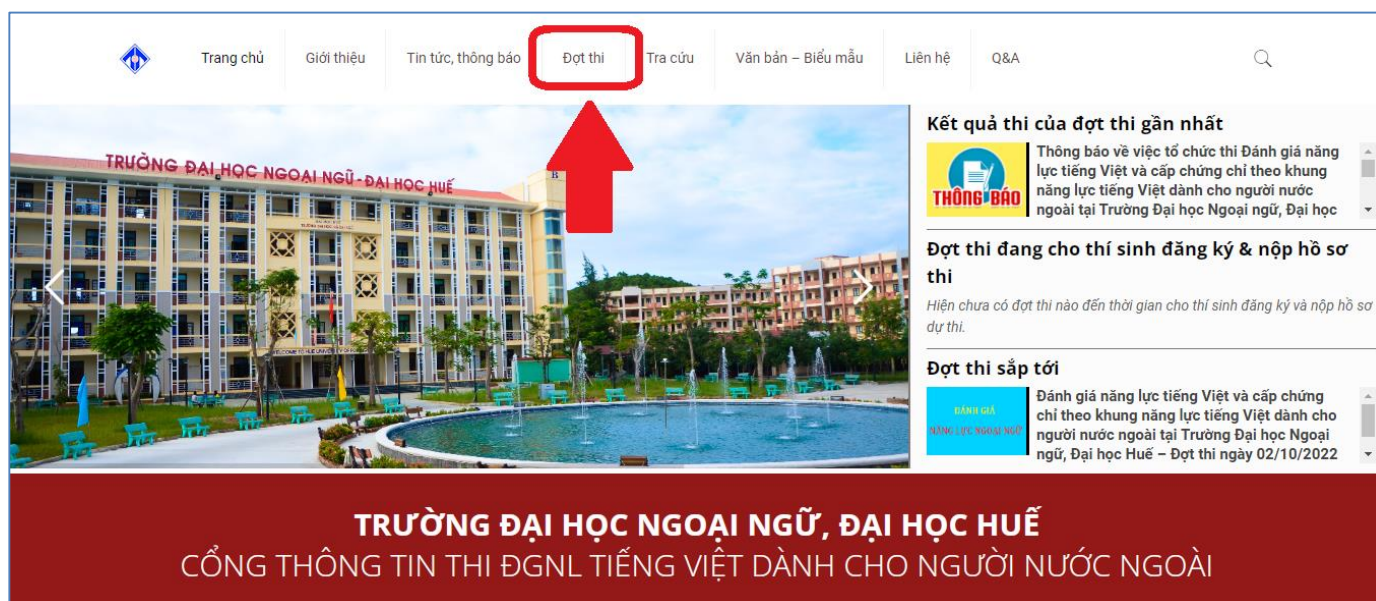 Trang chủ
Giới thiệu
Tin tức, thông báo
Đợt thi
Tra cứu
Văn bản – Biểu mẫu
Liên hệ
Q&A
TRƯỜNG ĐẠI HỌC NGOẠI NGỮ - ĐẠI HỌC HUẾ
B
Kết quả thi của đợt thi gần nhất
THÔNG BÁO
Thông báo về việc tổ chức thi Đánh giá năng
lực tiếng Việt và cấp chứng chỉ theo khung
năng lực tiếng Việt dành cho người nước
ngoài tại Trường Đại học Ngoại ngữ, Đại học
Đợt thi đang cho thí sinh đăng ký & nộp hồ sơ
thi
Hiện chưa có đợt thi nào đến thời gian cho thí sinh đăng ký và nộp hồ sơ
dự thi.
Đợt thi sắp tới
ĐÁNH GIÁ
NĂNG LỰC NGOẠI NGỮ
Đánh giá năng lực tiếng Việt và cấp chứng
chỉ theo khung năng lực tiếng Việt dành cho
người nước ngoài tại Trường Đại học Ngoại
ngữ, Đại học Huế – Đợt thi ngày 02/10/2022
TRƯỜNG ĐẠI HỌC NGOẠI NGỮ, ĐẠI HỌC HUẾ
CỔNG THÔNG TIN THI ĐGNL TIẾNG VIỆT DÀNH CHO NGƯỜI NƯỚC NGOÀI